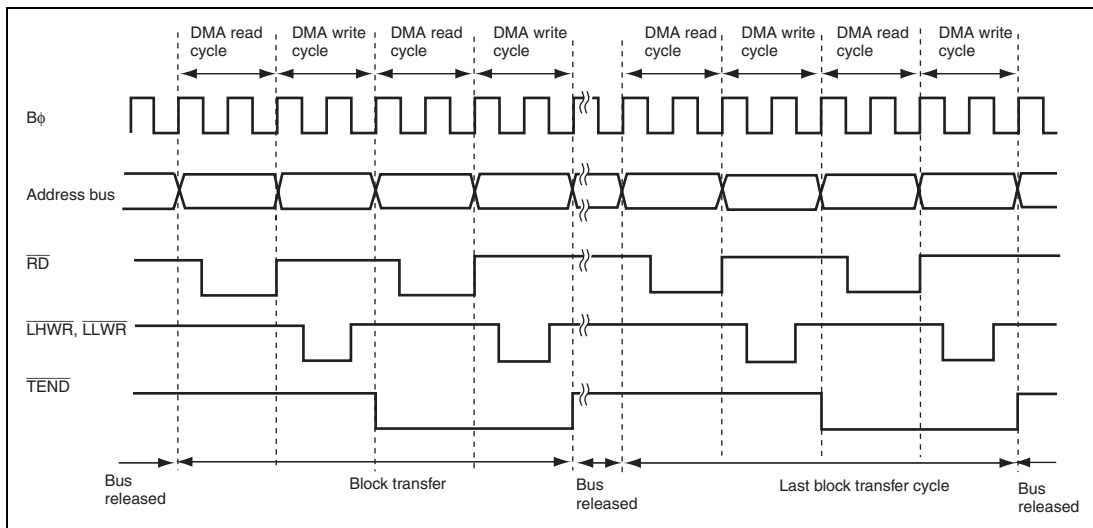 DMA read cycle
DMA write cycle
DMA read cycle
DMA write cycle
DMA read cycle
DMA write cycle
DMA read cycle
DMA write cycle
Bφ
Address bus
RD
LHWR, LLWR
TEND
Bus released
Block transfer
Bus released
Last block transfer cycle
Bus released